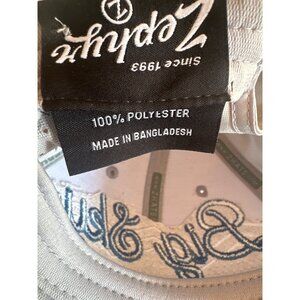 Zephyr
Z
Since 1993
100% POLYESTER
MADE IN BANGLADESH
Big Sky